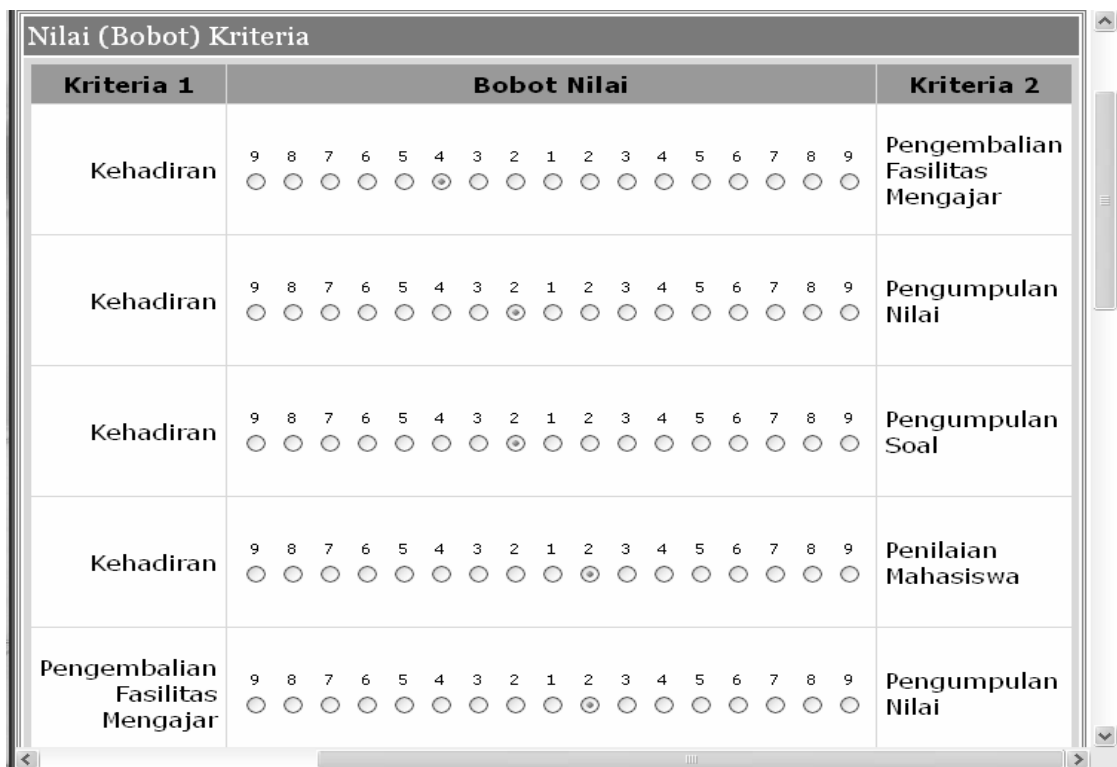 Nilai (Bobot) Kriteria
Kriteria 1 Bobot Nilai Kriteria 2
Kehadiran
9 8 7 6 5 4 3 2 1 2 3 4 5 6 7 8 9
Pengembalian
Fasilitas
Mengajar
Kehadiran
9 8 7 6 5 4 3 2 1 2 3 4 5 6 7 8 9
Pengumpulan
Nilai
Kehadiran
9 8 7 6 5 4 3 2 1 2 3 4 5 6 7 8 9
Pengumpulan
Soal
Kehadiran
9 8 7 6 5 4 3 2 1 2 3 4 5 6 7 8 9
Penilaian
Mahasiswa
Pengembalian
Fasilitas
Mengajar
9 8 7 6 5 4 3 2 1 2 3 4 5 6 7 8 9
Pengumpulan
Nilai